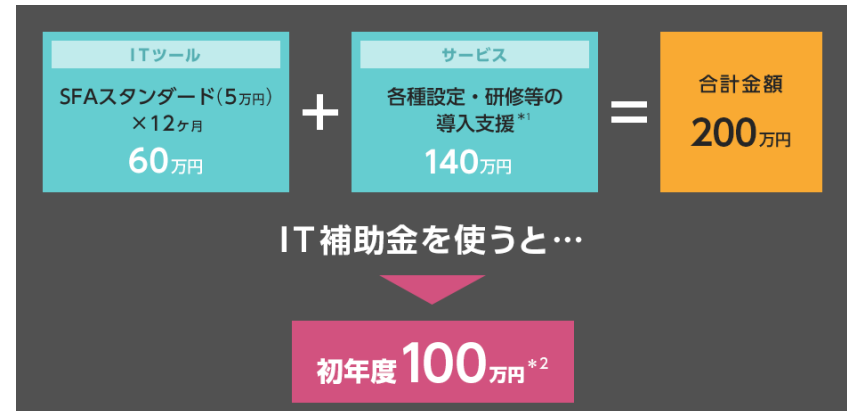 ITツール
SFAスタンダード(5万円)
×12ケ月
60万円
+
サービス
各種設定・研修等の
導入支援*1
140万円
=
合計金額
200万円
IT補助金を使うと…
初年度100万円*2